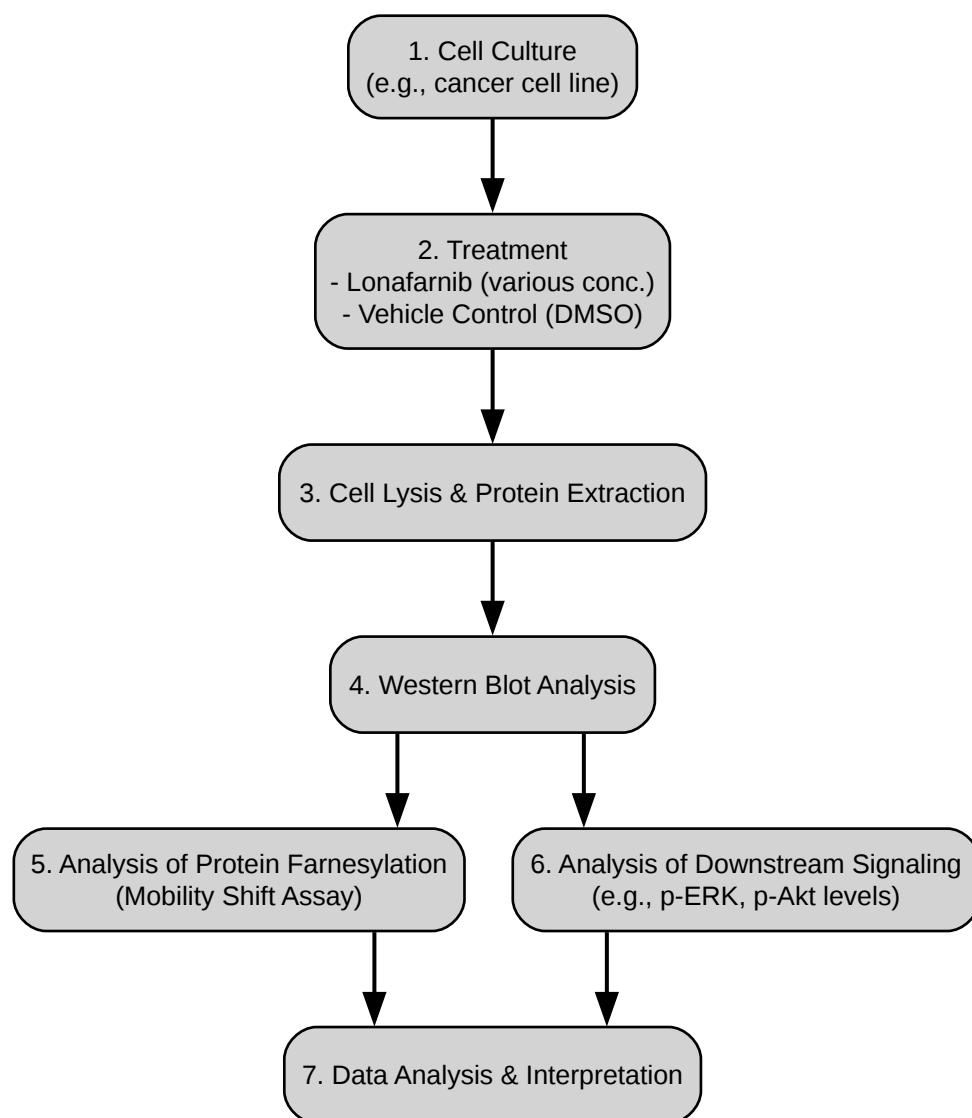 1. Cell Culture
(e.g., cancer cell line)
2. Treatment
- Lonafarnib (various conc.)
- Vehicle Control (DMSO)
3. Cell Lysis & Protein Extraction
4. Western Blot Analysis
5. Analysis of Protein Farnesylation
(Mobility Shift Assay)
6. Analysis of Downstream Signaling
(e.g., p-ERK, p-Akt levels)
7. Data Analysis & Interpretation